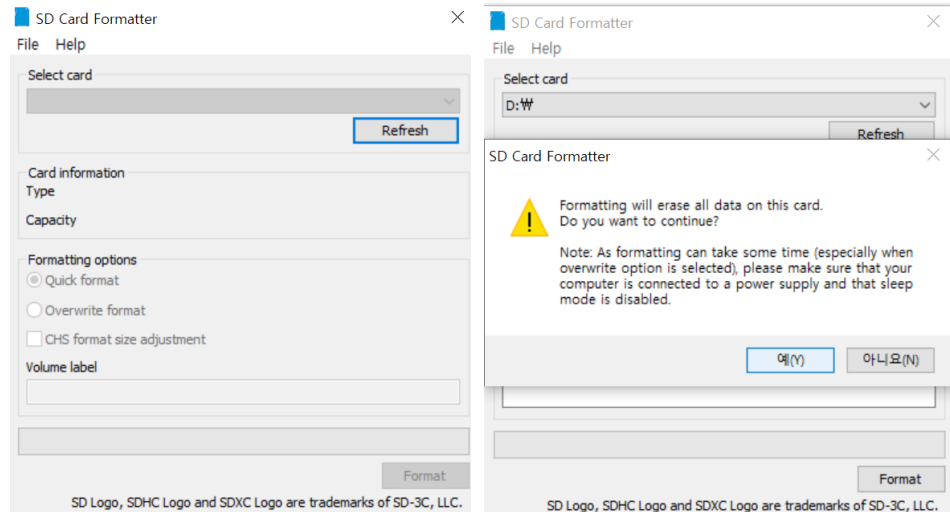 SD Card Formatter
File Help
Select card
Refresh
Card information
Type
Capacity
Formatting options
Quick format
Overwrite format
CHS format size adjustment
Volume label
Format
SD Logo, SDHC Logo and SDXC Logo are trademarks of SD-3C, LLC.
SD Card Formatter
File Help
Select card
D:₩
Refresh
SD Card Formatter
Formatting will erase all data on this card.
Do you want to continue?
Note: As formatting can take some time (especially when
overwrite option is selected), please make sure that your
computer is connected to a power supply and that sleep
mode is disabled.
예(Y) 아니요(N)
Format
SD Logo, SDHC Logo and SDXC Logo are trademarks of SD-3C, LLC.